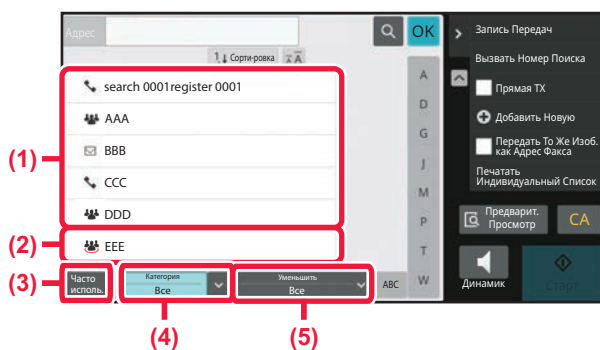 Адрес
OK
1 Сорти-ровка
A
search 0001register 0001
AAA
BBB
CCC
DDD
EEE
(1)
(2)
(3)
(4)
(5)
Часто
исполь.
Категория
Все
Уменьшить
Все
ABC
A
D
G
J
M
P
T
W
Запись Передач
Вызвать Номер Поиска
Прямая TX
Добавить Новую
Передать То Же Изоб.
как Адрес Факса
Печатать
Индивидуальный Список
Предварит.
Просмотр
CA
Динамик
Старт